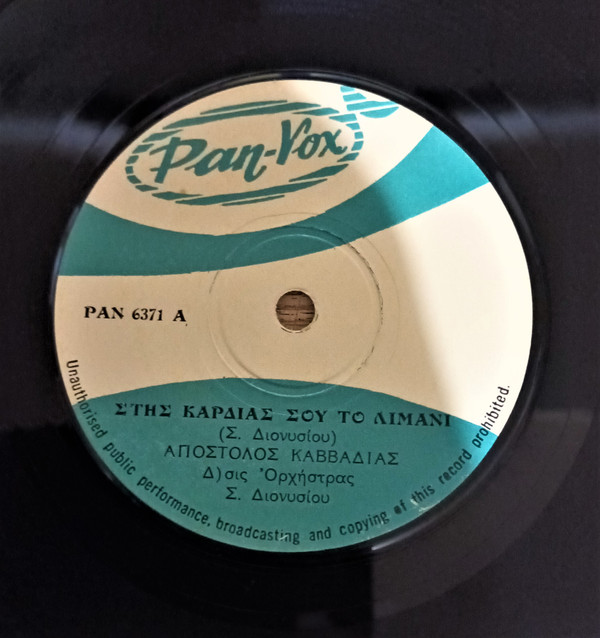 Pan-Vox
PAN 6371 A
ΣΤΗΣ ΚΑΡΔΙΑΣ ΣΟΥ ΤΟ ΛΙΜΑΝΙ
(Σ. Διονυσίου)
ΑΠΟΣΤΟΛΟΣ ΚΑΒΒΑΔΙΑΣ
Δ)σις Ὀρχήστρας
Σ. Διονυσίου
Unauthorised public performance, broadcasting and copying of this record prohibited.